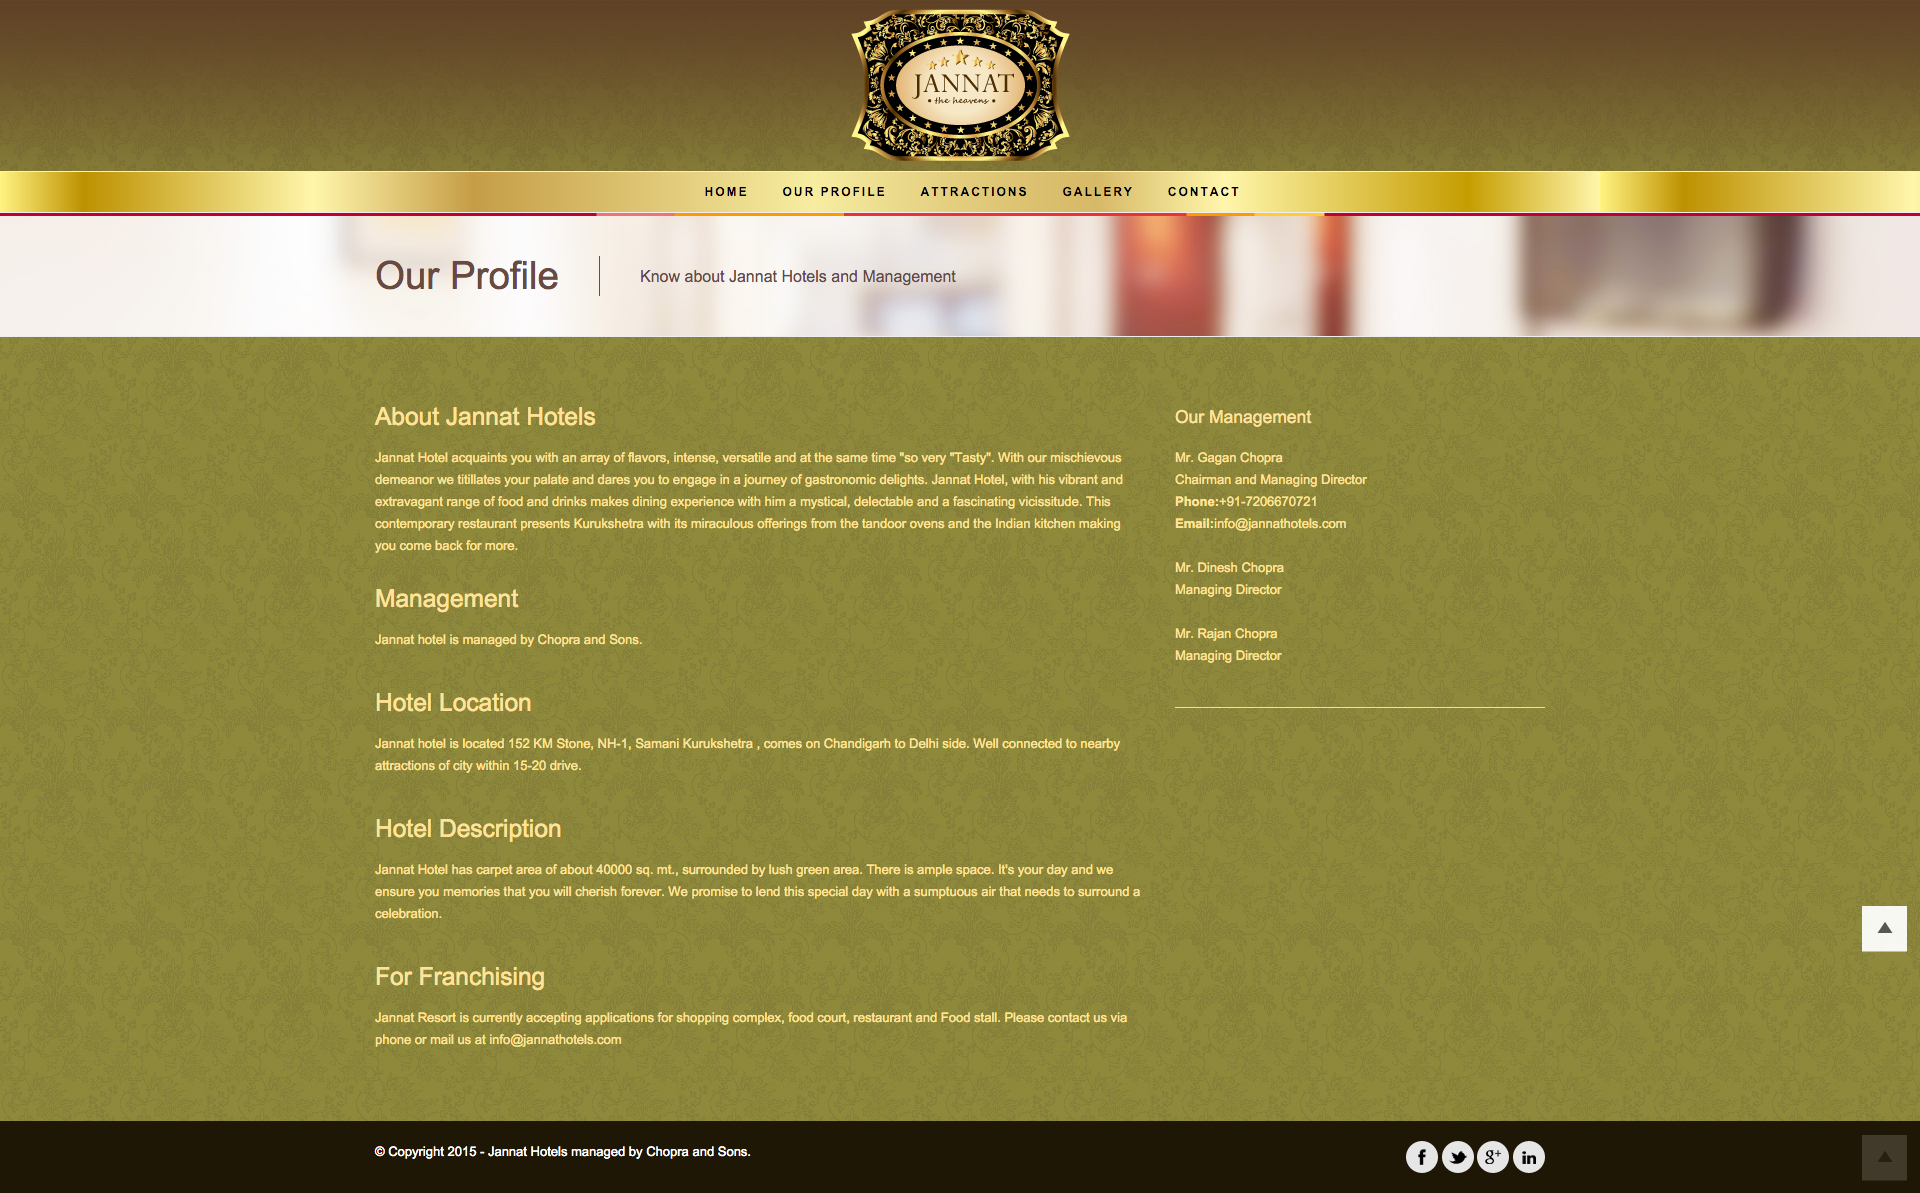 JANNAT
• the heavens •
HOME OUR PROFILE ATTRACTIONS GALLERY CONTACT
Our Profile
Know about Jannat Hotels and Management
About Jannat Hotels
Jannat Hotel acquaints you with an array of flavors, intense, versatile and at the same time "so very "Tasty". With our mischievous
demeanor we titillates your palate and dares you to engage in a journey of gastronomic delights. Jannat Hotel, with his vibrant and
extravagant range of food and drinks makes dining experience with him a mystical, delectable and a fascinating vicissitude. This
contemporary restaurant presents Kurukshetra with its miraculous offerings from the tandoor ovens and the Indian kitchen making
you come back for more.
Management
Jannat hotel is managed by Chopra and Sons.
Hotel Location
Jannat hotel is located 152 KM Stone, NH-1, Samani Kurukshetra , comes on Chandigarh to Delhi side. Well connected to nearby
attractions of city within 15-20 drive.
Hotel Description
Jannat Hotel has carpet area of about 40000 sq. mt., surrounded by lush green area. There is ample space. It's your day and we
ensure you memories that you will cherish forever. We promise to lend this special day with a sumptuous air that needs to surround a
celebration.
For Franchising
Jannat Resort is currently accepting applications for shopping complex, food court, restaurant and Food stall. Please contact us via
phone or mail us at info@jannathotels.com
Our Management
Mr. Gagan Chopra
Chairman and Managing Director
Phone:+91-7206670721
Email:info@jannathotels.com
Mr. Dinesh Chopra
Managing Director
Mr. Rajan Chopra
Managing Director
© Copyright 2015 - Jannat Hotels managed by Chopra and Sons.
f g+ in